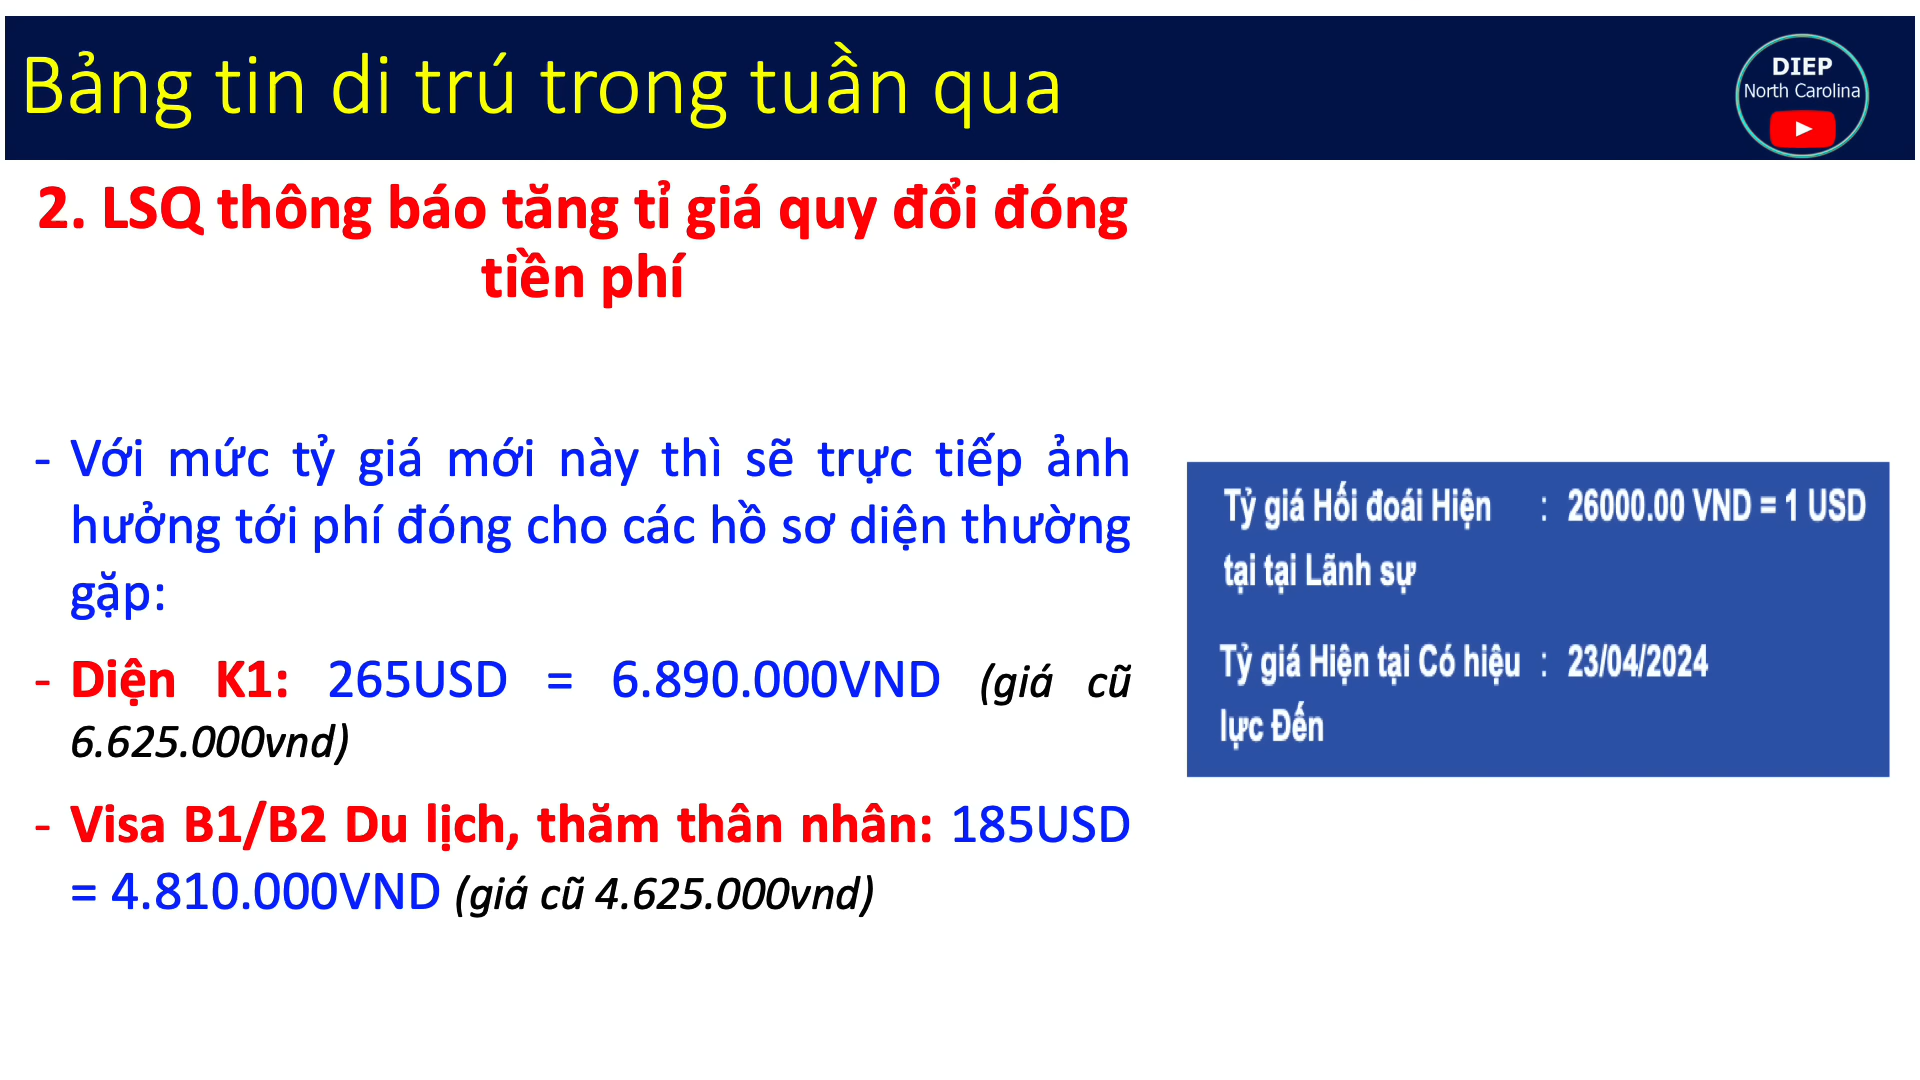 Bảng tin di trú trong tuần qua
DIEP
North Carolina
2. LSQ thông báo tăng tỉ giá quy đổi đóng
tiền phí
- Với mức tỷ giá mới này thì sẽ trực tiếp ảnh
hưởng tới phí đóng cho các hồ sơ diện thường
gặp:
- Diện K1: 265USD = 6.890.000VND (giá cũ
6.625.000vnd)
- Visa B1/B2 Du lịch, thăm thân nhân: 185USD
= 4.810.000VND (giá cũ 4.625.000vnd)
Tỷ giá Hối đoái Hiện : 26000.00 VND = 1 USD
tại tại Lãnh sự
Tỷ giá Hiện tại Có hiệu : 23/04/2024
lực Đến